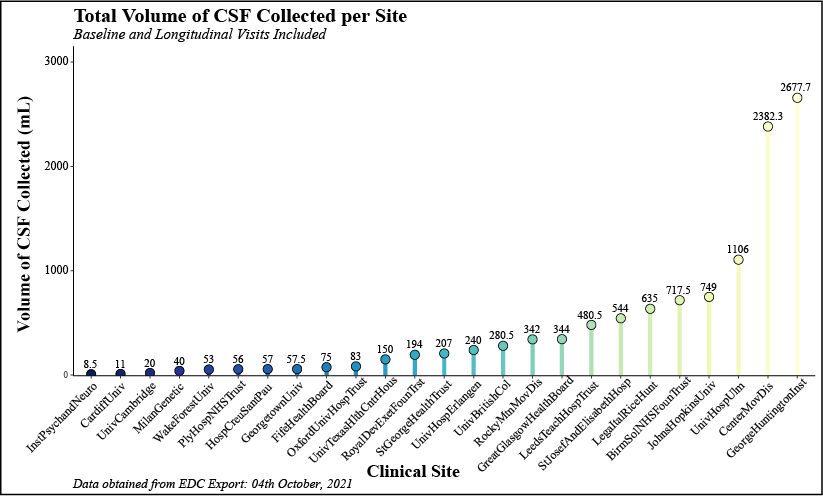 Total Volume of CSF Collected per Site
Baseline and Longitudinal Visits Included
Volume of CSF Collected (mL)
3000
2000
1000
0
8.5
11
20
40
53
56
57
57.5
75
83
150
194
207
240
280.5
342
344
480.5
544
635
717.5
749
1106
2382.3
2677.7
InstPsychandNeuro
CardiffUniv
UnivCambridge
MilanGenetic
WakeForestUniv
PlyHospNHSTrust
HospCreuSantPau
GeorgetownUniv
FifeHealthBoard
OxfordUnivHospTrust
UnivTexasHlthCntrHous
RoyalDevExetFounTrst
StGeorgeHealthTrust
UnivHospErlangen
UnivBritishCol
RockyMtnMovDis
GreatGlasgowHealthBoard
LeedsTeachHospTrust
StJosefAndElisabethHosp
LegaItalRiceHunt
BirmSolNHSFounTrust
JohnsHopkinsUniv
UnivHospUlm
CenterMovDis
GeorgeHuntingtonInst
Clinical Site
Data obtained from EDC Export: 04th October, 2021